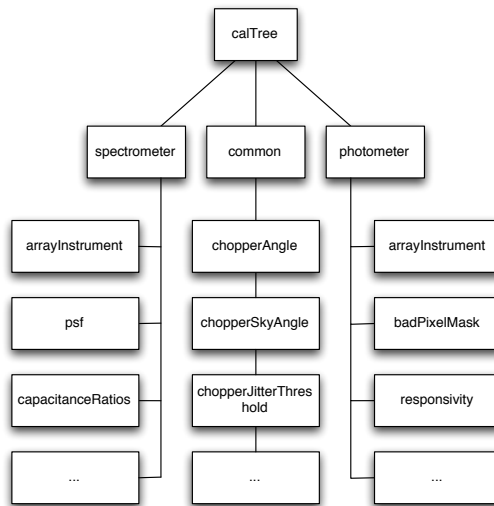 calTree
spectrometer
common
photometer
arrayInstrument
chopperAngle
arrayInstrument
psf
chopperSkyAngle
badPixelMask
capacitanceRatios
chopperJitterThres
hold
responsivity
...
...
...